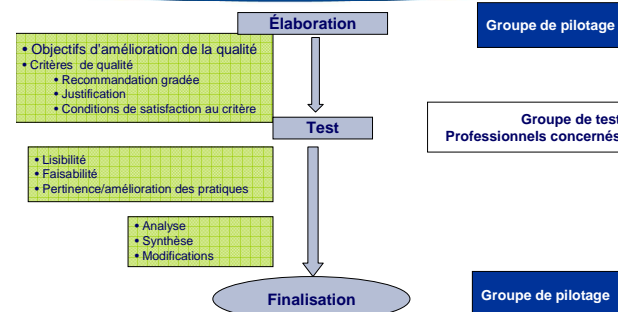 Élaboration
Groupe de pilotage
• Objectifs d'amélioration de la qualité
• Critères de qualité
• Recommandation gradée
• Justification
• Conditions de satisfaction au critère
Test
Groupe de test
Professionnels concernés
• Lisibilité
• Faisabilité
• Pertinence/amélioration des pratiques
• Analyse
• Synthèse
• Modifications
Finalisation
Groupe de pilotage